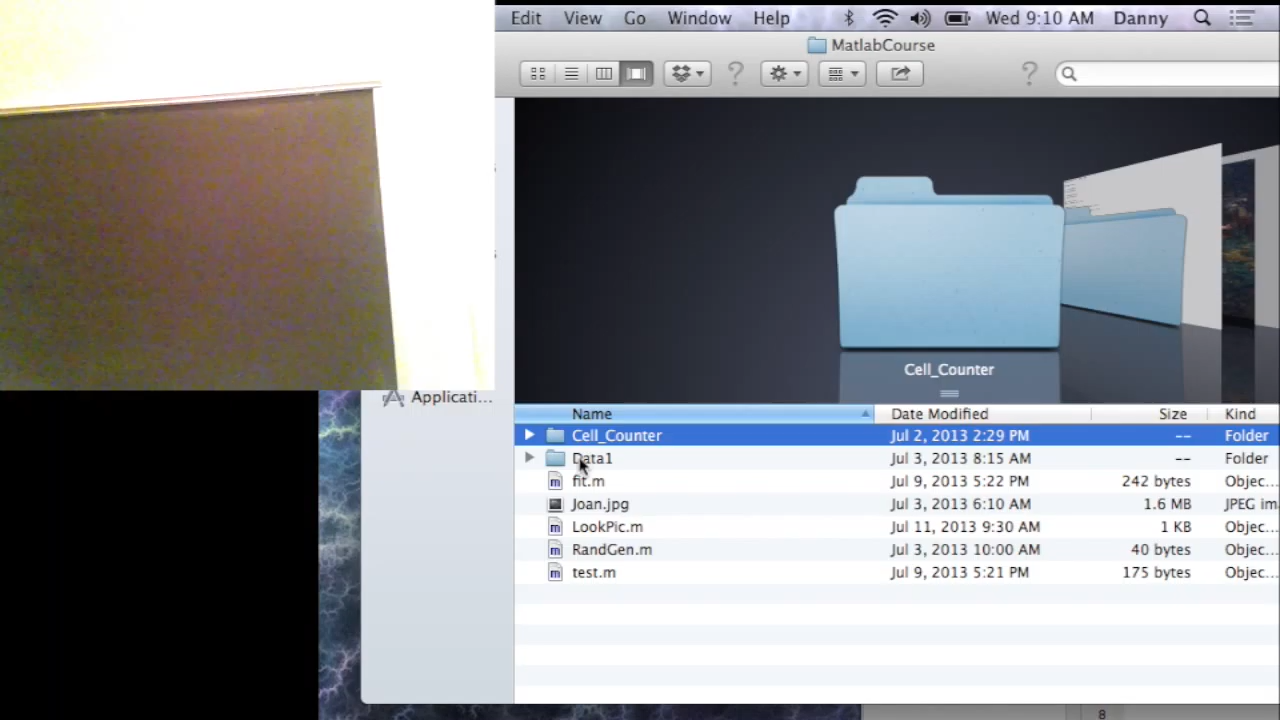 Edit View Go Window Help Wed 9:10 AM Danny
MatlabCourse
Cell_Counter
Applicati...
Name Date Modified Size Kind
Cell_Counter Jul 2, 2013 2:29 PM -- Folder
Data1 Jul 3, 2013 8:15 AM -- Folder
fit.m Jul 9, 2013 5:22 PM 242 bytes Objec...
Joan.jpg Jul 3, 2013 6:10 AM 1.6 MB JPEG im
LookPic.m Jul 11, 2013 9:30 AM 1 KB Objec...
RandGen.m Jul 3, 2013 10:00 AM 40 bytes Objec...
test.m Jul 9, 2013 5:21 PM 175 bytes Objec...
8